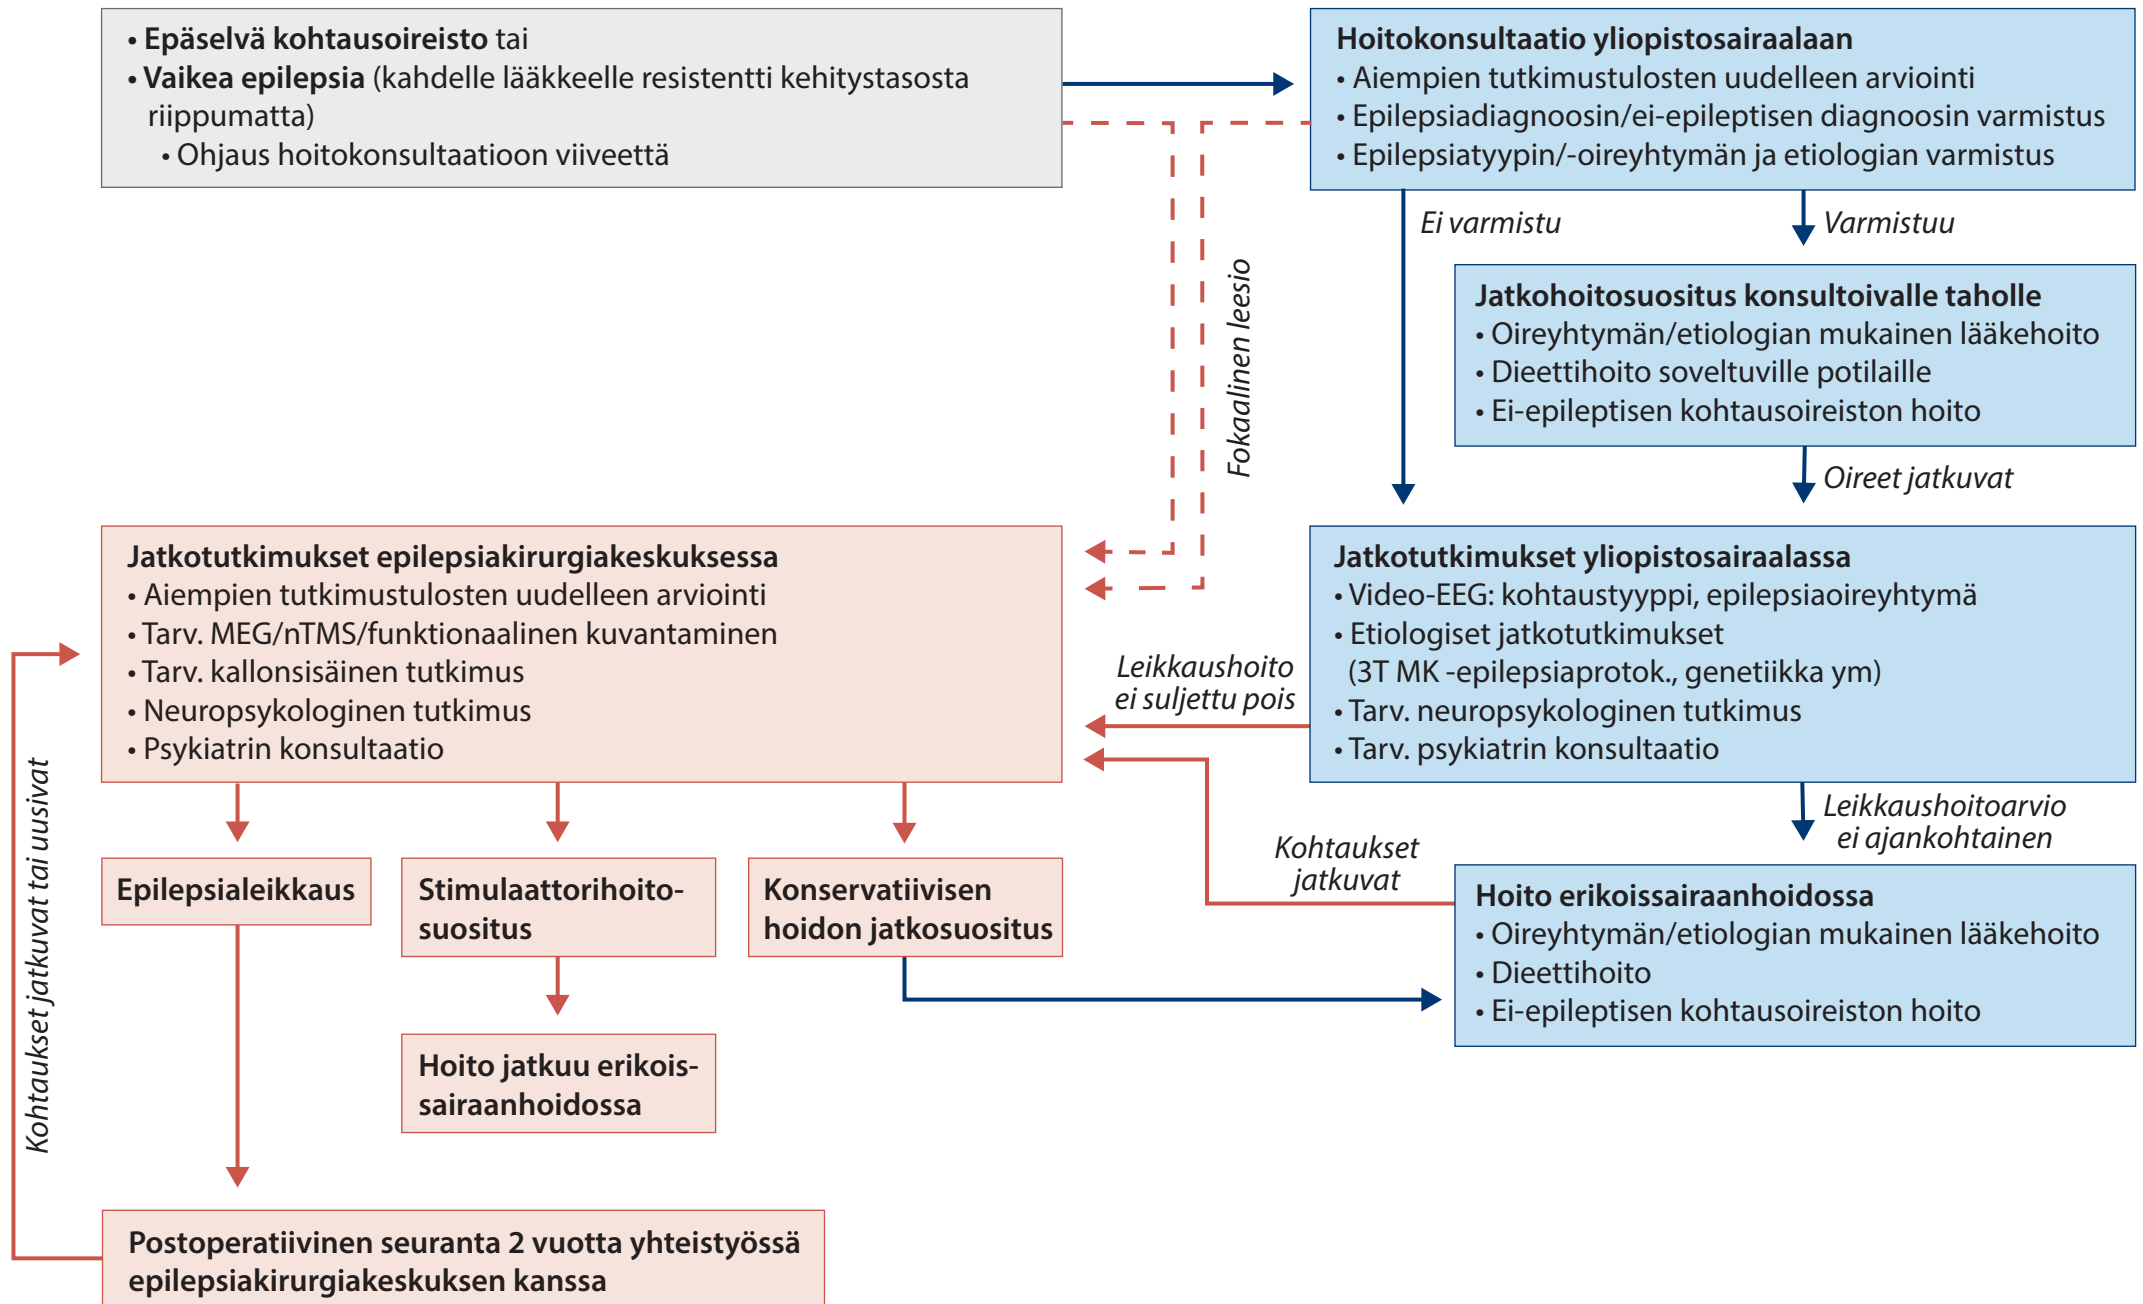 • Epäselvä kohtausoireisto tai
• Vaikea epilepsia (kahdelle lääkkeelle resistentti kehitystasosta
riippumatta)
• Ohjaus hoitokonsultaatioon viiveettä
Hoitokonsultaatio yliopistosairaalaan
• Aiempien tutkimustulosten uudelleen arviointi
• Epilepsiadiagnoosin/ei-epileptisen diagnoosin varmistus
• Epilepsiatyypin/-oireyhtymän ja etiologian varmistus
Ei varmistu
Varmistuu
Fokaalinen leesio
Jatkohoitosuositus konsultoivalle taholle
• Oireyhtymän/etiologian mukainen lääkehoito
• Dieettihoito soveltuville potilaille
• Ei-epileptisen kohtausoireiston hoito
Oireet jatkuvat
Jatkotutkimukset epilepsiakirurgiakeskuksessa
• Aiempien tutkimustulosten uudelleen arviointi
• Tarv. MEG/nTMS/funktionaalinen kuvantaminen
• Tarv. kallonsisäinen tutkimus
• Neuropsykologinen tutkimus
• Psykiatrin konsultaatio
Leikkaushoito
ei suljettu pois
Jatkotutkimukset yliopistosairaalassa
• Video-EEG: kohtaustyyppi, epilepsiaoireyhtymä
• Etiologiset jatkotutkimukset
(3T MK -epilepsiaprotok., genetiikka ym)
• Tarv. neuropsykologinen tutkimus
• Tarv. psykiatrin konsultaatio
Leikkaushoitoarvio
ei ajankohtainen
Kohtaukset
jatkuvat
Kohtaukset jatkuvat tai uusivat
Epilepsialeikkaus
Stimulaattorihoito-
suositus
Konservatiivisen
hoidon jatkosuositus
Hoito erikoissairaanhoidossa
• Oireyhtymän/etiologian mukainen lääkehoito
• Dieettihoito
• Ei-epileptisen kohtausoireiston hoito
Hoito jatkuu erikois-
sairaanhoidossa
Postoperatiivinen seuranta 2 vuotta yhteistyössä
epilepsiakirurgiakeskuksen kanssa